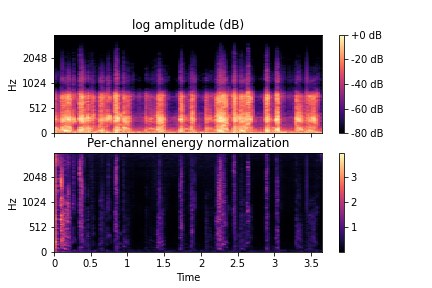 log amplitude (dB)
Hz
2048
1024
512
0
+0 dB
-20 dB
-40 dB
-60 dB
-80 dB
Per-channel energy normalization
Hz
2048
1024
512
0
3
2
1
0 0.5 1 1.5 2 2.5 3 3.5
Time